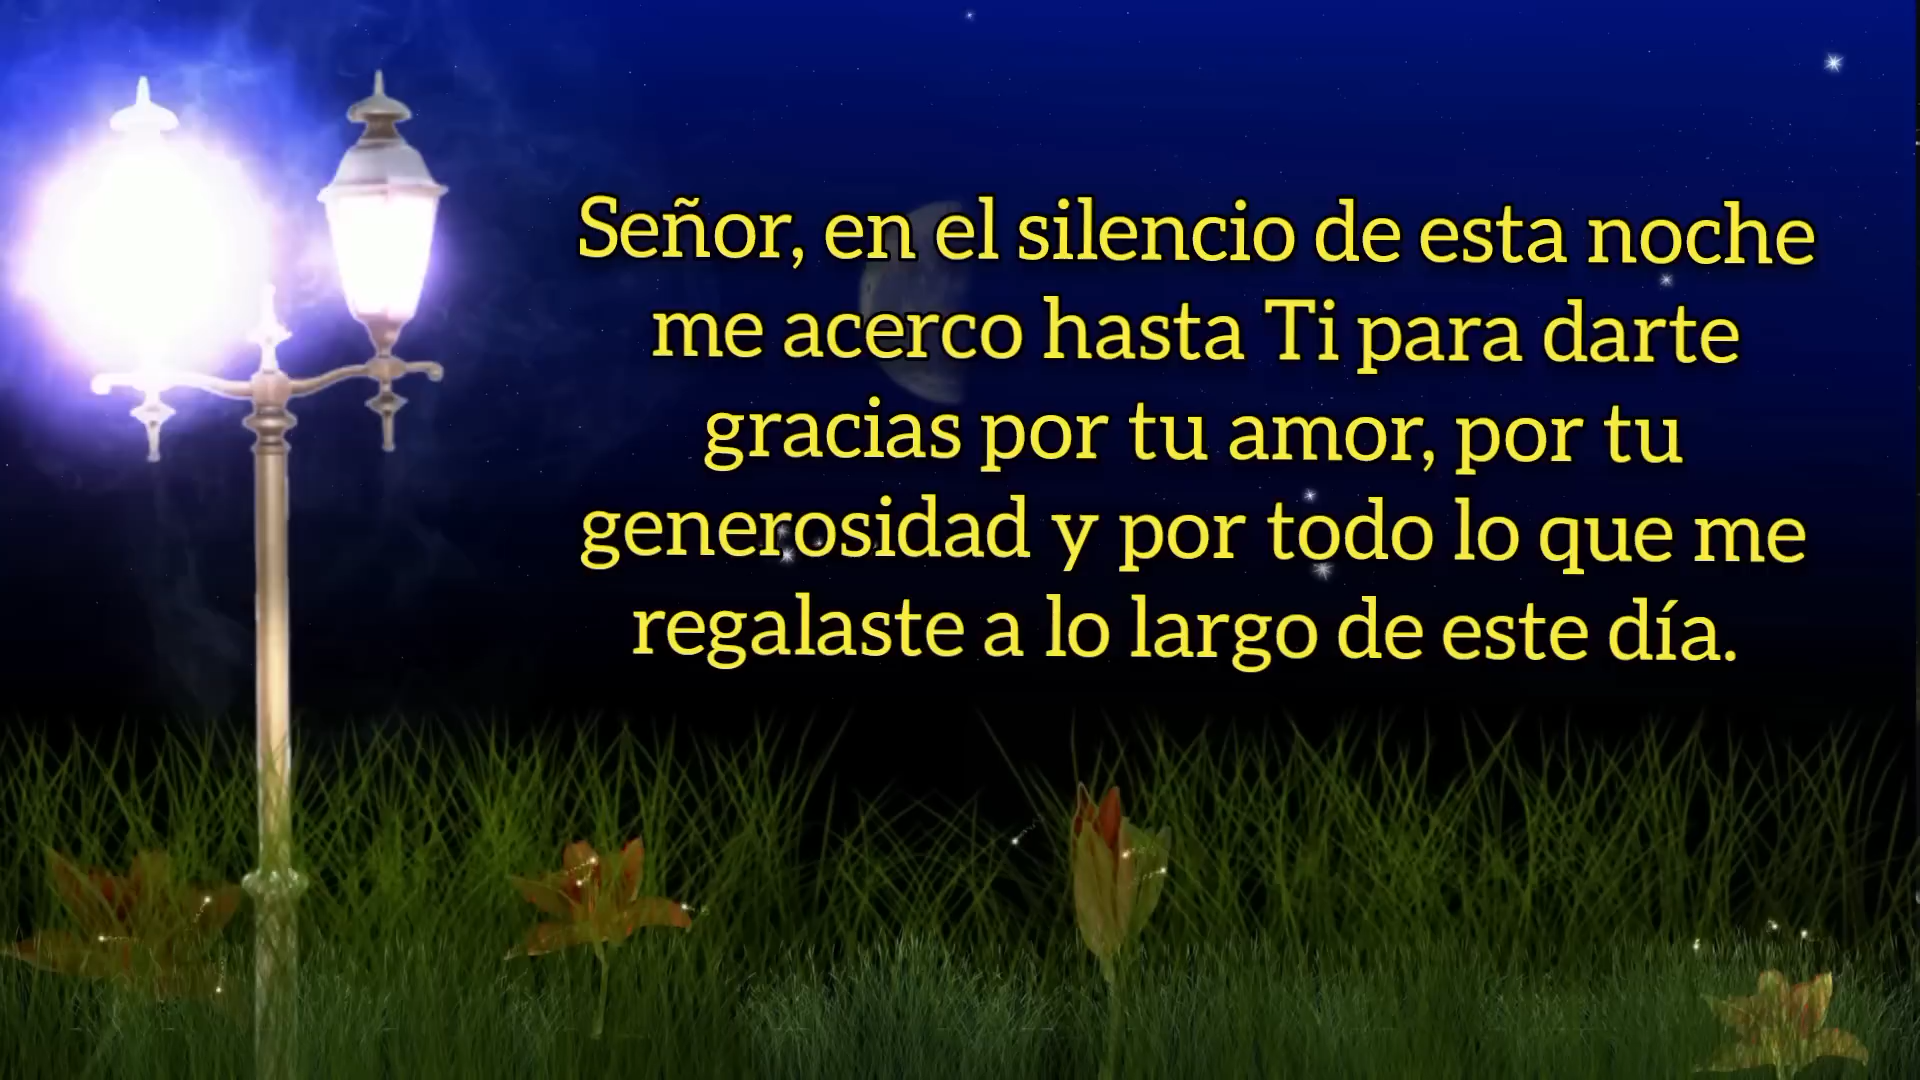 Señor, en el silencio de esta noche
me acerco hasta Ti para darte
gracias por tu amor, por tu
generosidad y por todo lo que me
regalaste a lo largo de este día.